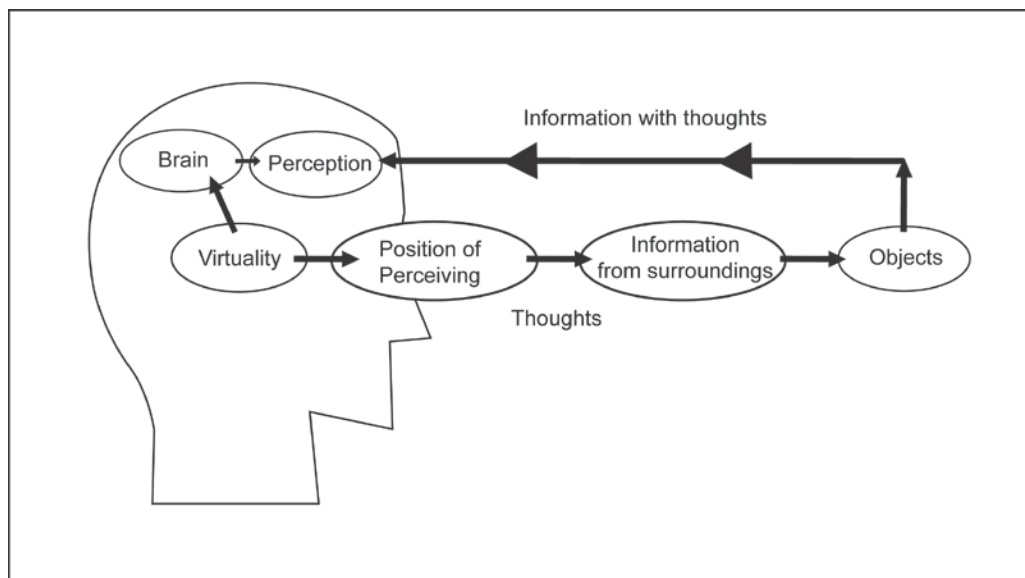 Information with thoughts
Brain
Perception
Virtuality
Position of
Perceiving
Information
from surroundings
Objects
Thoughts